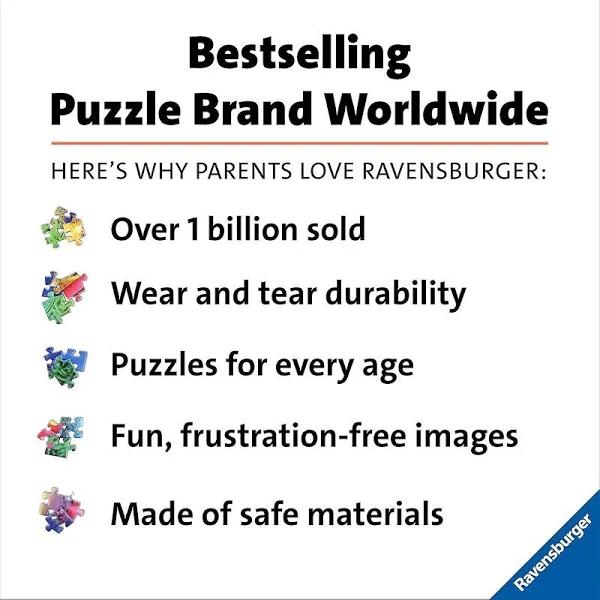 Bestselling
Puzzle Brand Worldwide
HERE'S WHY PARENTS LOVE RAVENSBURGER:
Over 1 billion sold
Wear and tear durability
Puzzles for every age
Fun, frustration-free images
Made of safe materials
Ravensburger